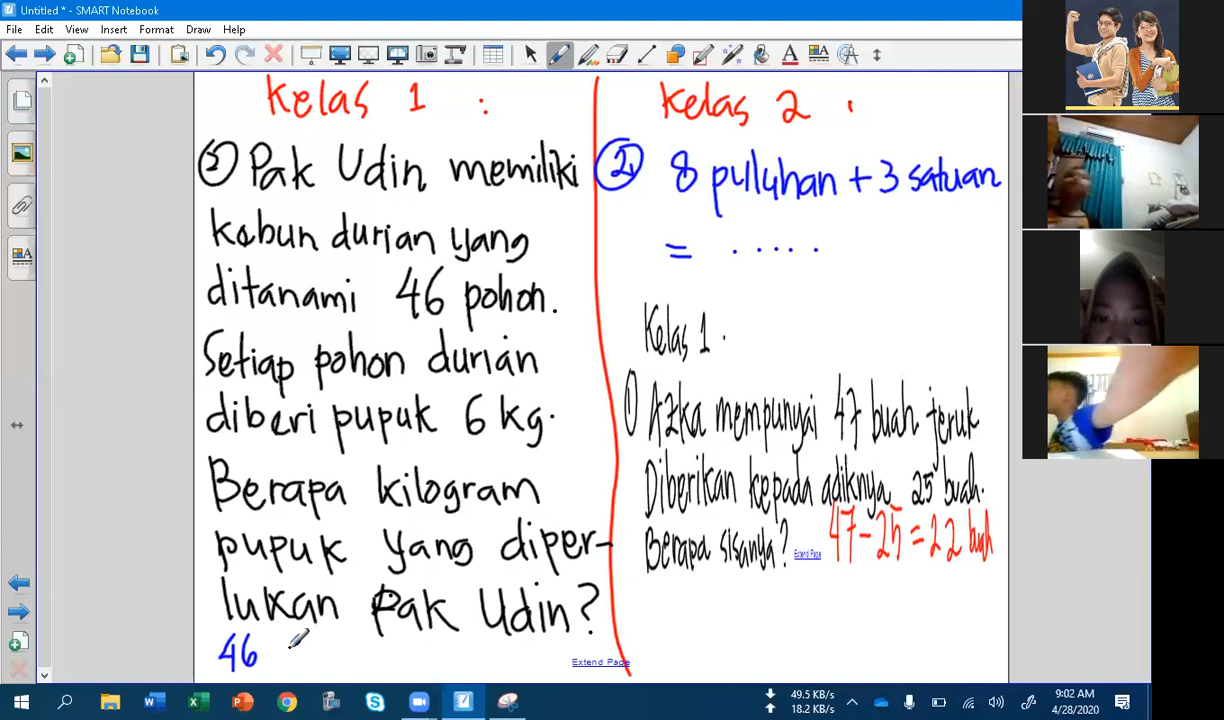 Untitled * - SMART Notebook
File Edit View Insert Format Draw Help
Kelas 1 :
② Pak Udin memiliki
kebun durian yang
ditanami 46 pohon.
Setiap pohon durian
diberi pupuk 6 kg.
Berapa kilogram
pupuk yang diper-
lukan Pak Udin?
46
Kelas 2 :
② 8 puluhan + 3 satuan
= .....
Kelas 1.
① Azka mempunyai 47 buah jeruk
Diberikan kepada adiknya 25 buah.
Berapa sisanya? 47 - 25 = 22 buah
Extend Page
Extend Page
49.5 KB/s
18.2 KB/s
9:02 AM
4/28/2020